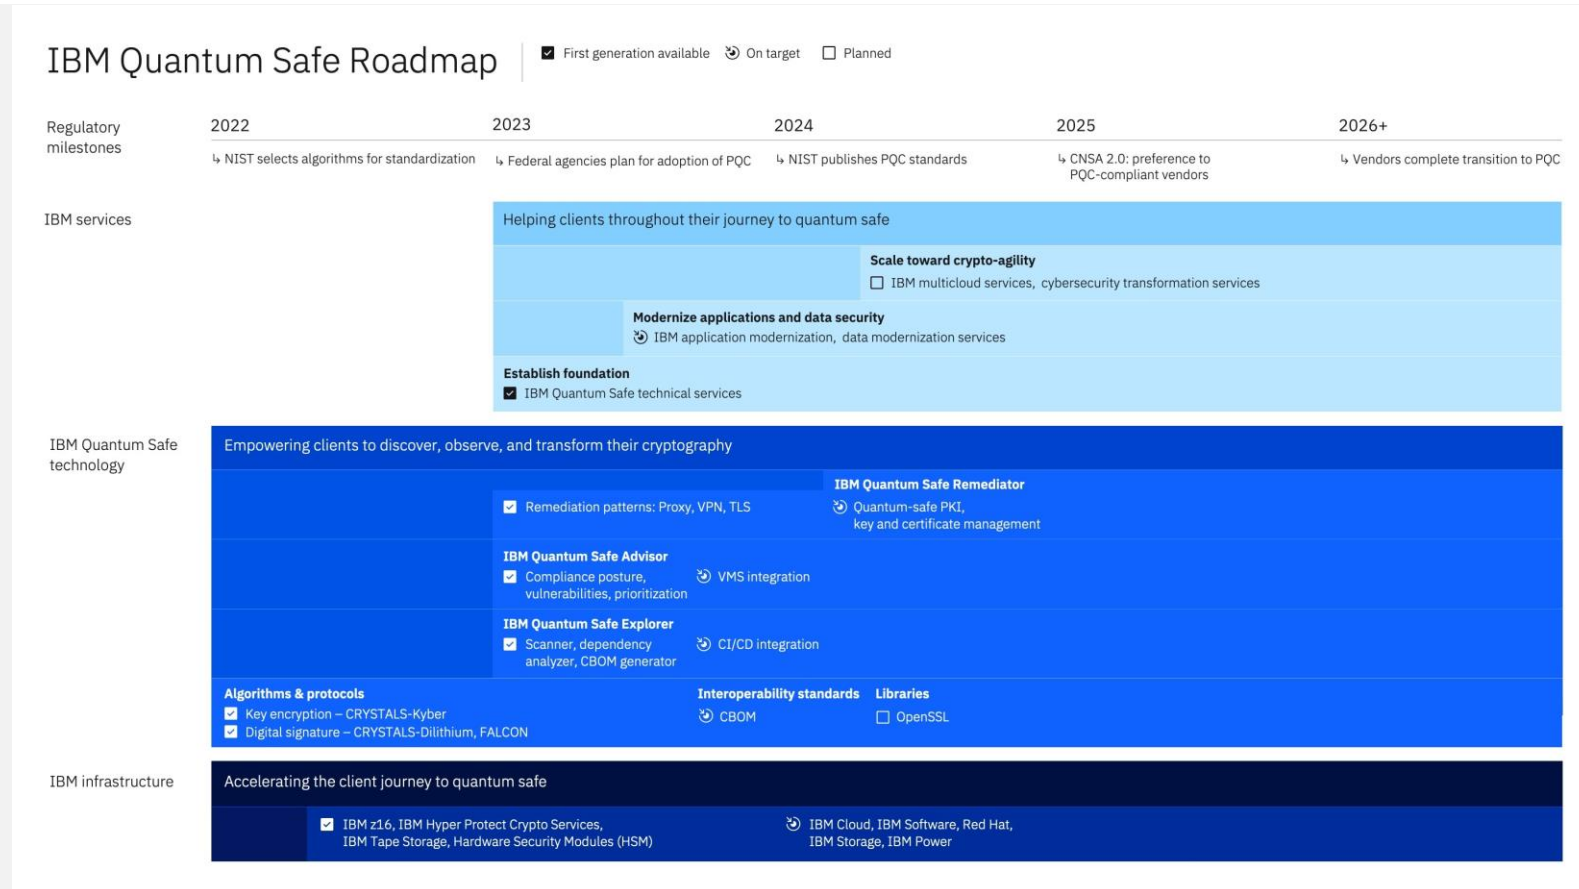 IBM Quantum Safe Roadmap
First generation available
On target
Planned
Regulatory
milestones
2022
2023
2024
2025
2026+
↳ NIST selects algorithms for standardization
↳ Federal agencies plan for adoption of PQC
↳ NIST publishes PQC standards
↳ CNSA 2.0: preference to
PQC-compliant vendors
↳ Vendors complete transition to PQC
IBM services
Helping clients throughout their journey to quantum safe
Scale toward crypto-agility
IBM multicloud services, cybersecurity transformation services
Modernize applications and data security
IBM application modernization, data modernization services
Establish foundation
IBM Quantum Safe technical services
IBM Quantum Safe
technology
Empowering clients to discover, observe, and transform their cryptography
IBM Quantum Safe Remediator
Remediation patterns: Proxy, VPN, TLS
Quantum-safe PKI,
key and certificate management
IBM Quantum Safe Advisor
Compliance posture,
vulnerabilities, prioritization
VMS integration
IBM Quantum Safe Explorer
Scanner, dependency
analyzer, CBOM generator
CI/CD integration
Algorithms & protocols
Key encryption – CRYSTALS-Kyber
Digital signature – CRYSTALS-Dilithium, FALCON
Interoperability standards
CBOM
Libraries
OpenSSL
IBM infrastructure
Accelerating the client journey to quantum safe
IBM z16, IBM Hyper Protect Crypto Services,
IBM Tape Storage, Hardware Security Modules (HSM)
IBM Cloud, IBM Software, Red Hat,
IBM Storage, IBM Power